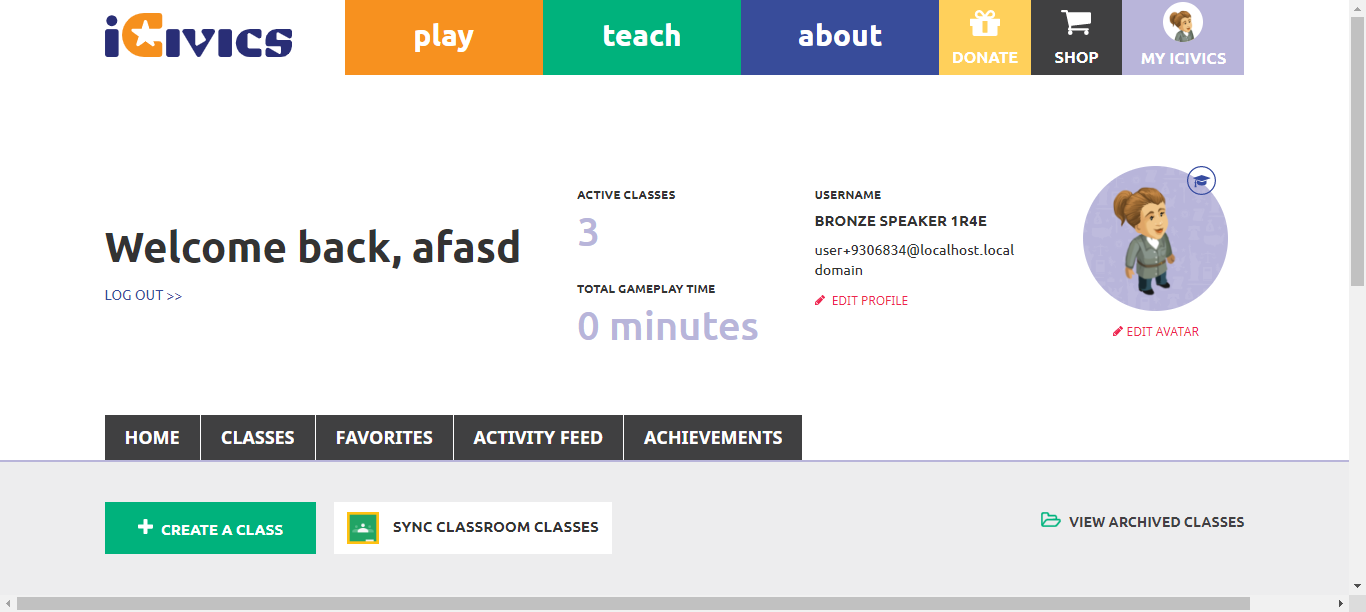 iCivics
play
teach
about
DONATE
SHOP
MY ICIVICS
Welcome back, afasd
LOG OUT >>
ACTIVE CLASSES
3
TOTAL GAMEPLAY TIME
0 minutes
USERNAME
BRONZE SPEAKER 1R4E
user+9306834@localhost.local
domain
EDIT PROFILE
EDIT AVATAR
HOME
CLASSES
FAVORITES
ACTIVITY FEED
ACHIEVEMENTS
CREATE A CLASS
SYNC CLASSROOM CLASSES
VIEW ARCHIVED CLASSES